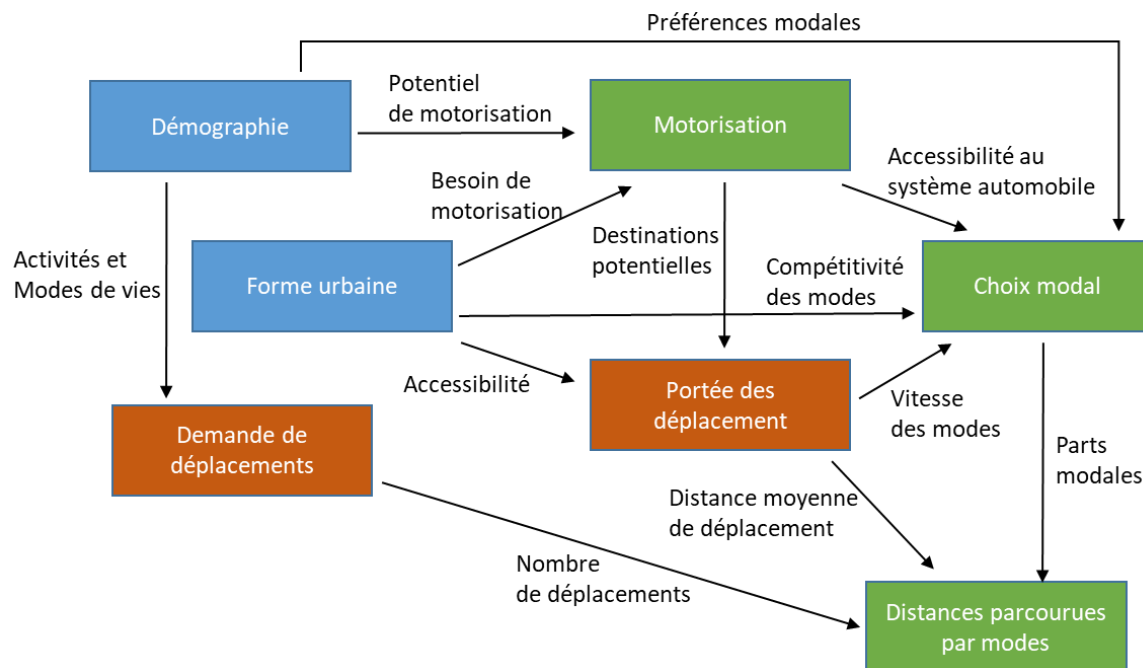 Préférences modales
Potentiel
de motorisation
Démographie
Motorisation
Accessibilité au
système automobile
Besoin de
motorisation
Activités et
Modes de vies
Forme urbaine
Destinations
potentielles
Compétitivité
des modes
Choix modal
Accessibilité
Portée des
déplacement
Vitesse
des modes
Demande de
déplacements
Parts
modales
Distance moyenne
de déplacement
Nombre
de déplacements
Distances parcourues
par modes